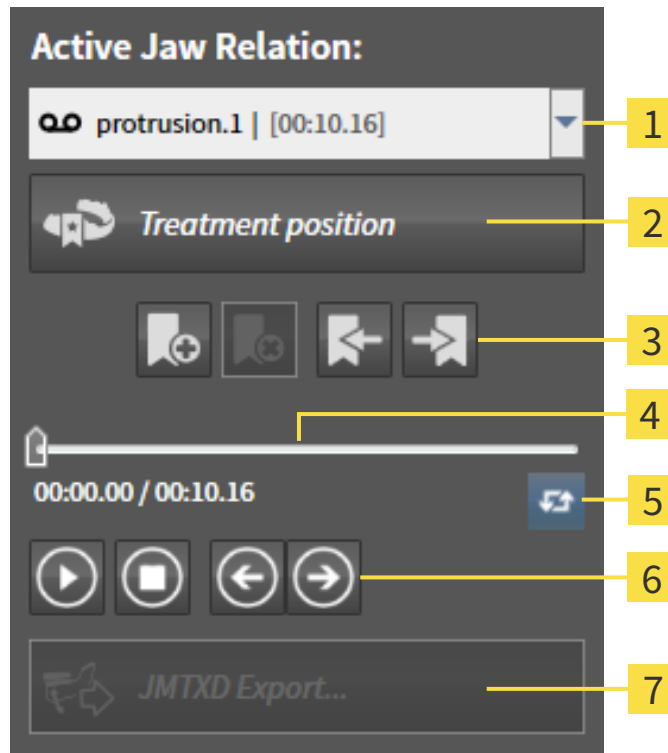 Active Jaw Relation:
protrusion.1 | [00:10.16]
1
Treatment position
2
3
4
00:00.00 / 00:10.16
5
6
JMTXD Export...
7